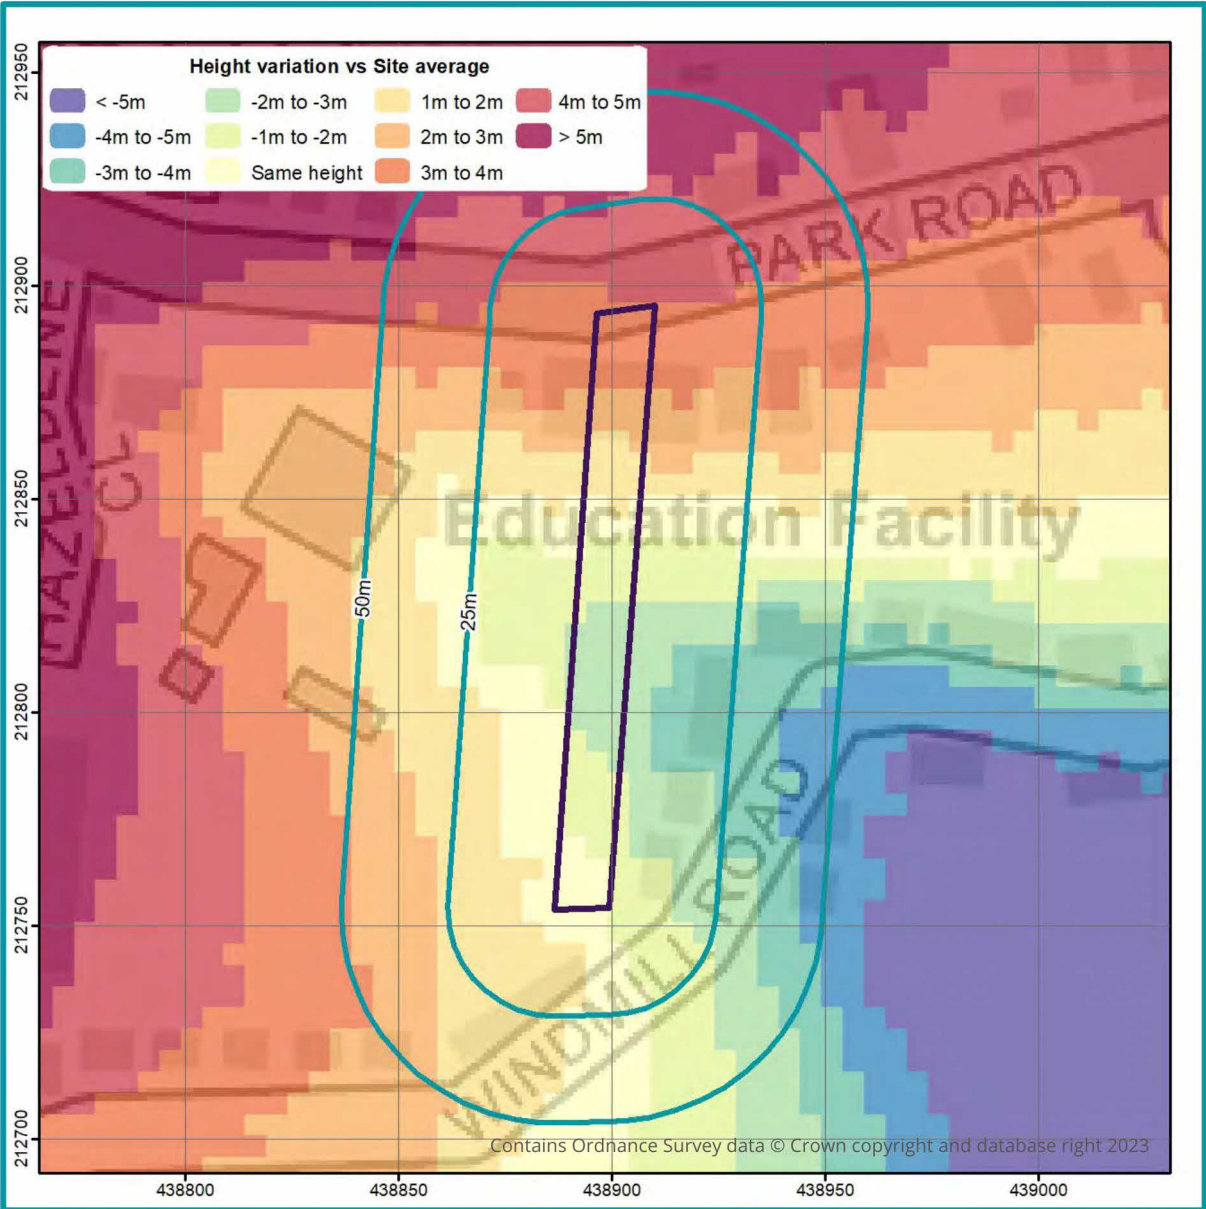 Height variation vs Site average
< -5m
-2m to -3m
1m to 2m
4m to 5m
-4m to -5m
-1m to -2m
2m to 3m
> 5m
-3m to -4m
Same height
3m to 4m
PARK ROAD
HAZELDENE
CL
Education Facility
50m
25m
WINDMILL ROAD
Contains Ordnance Survey data © Crown copyright and database right 2023
212950
212900
212850
212800
212750
212700
438800
438850
438900
438950
439000